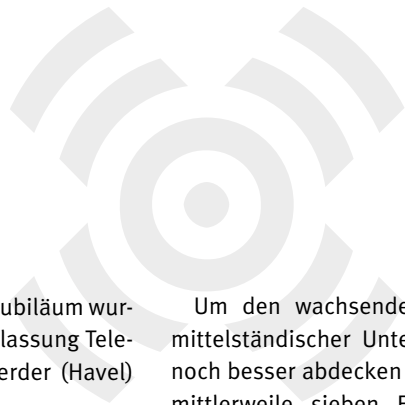 ubiläum wur-
lassung Tele-
erder (Havel)
Um den wachsende
mittelständischer Unte
noch besser abdecken
mittlerweile sieben